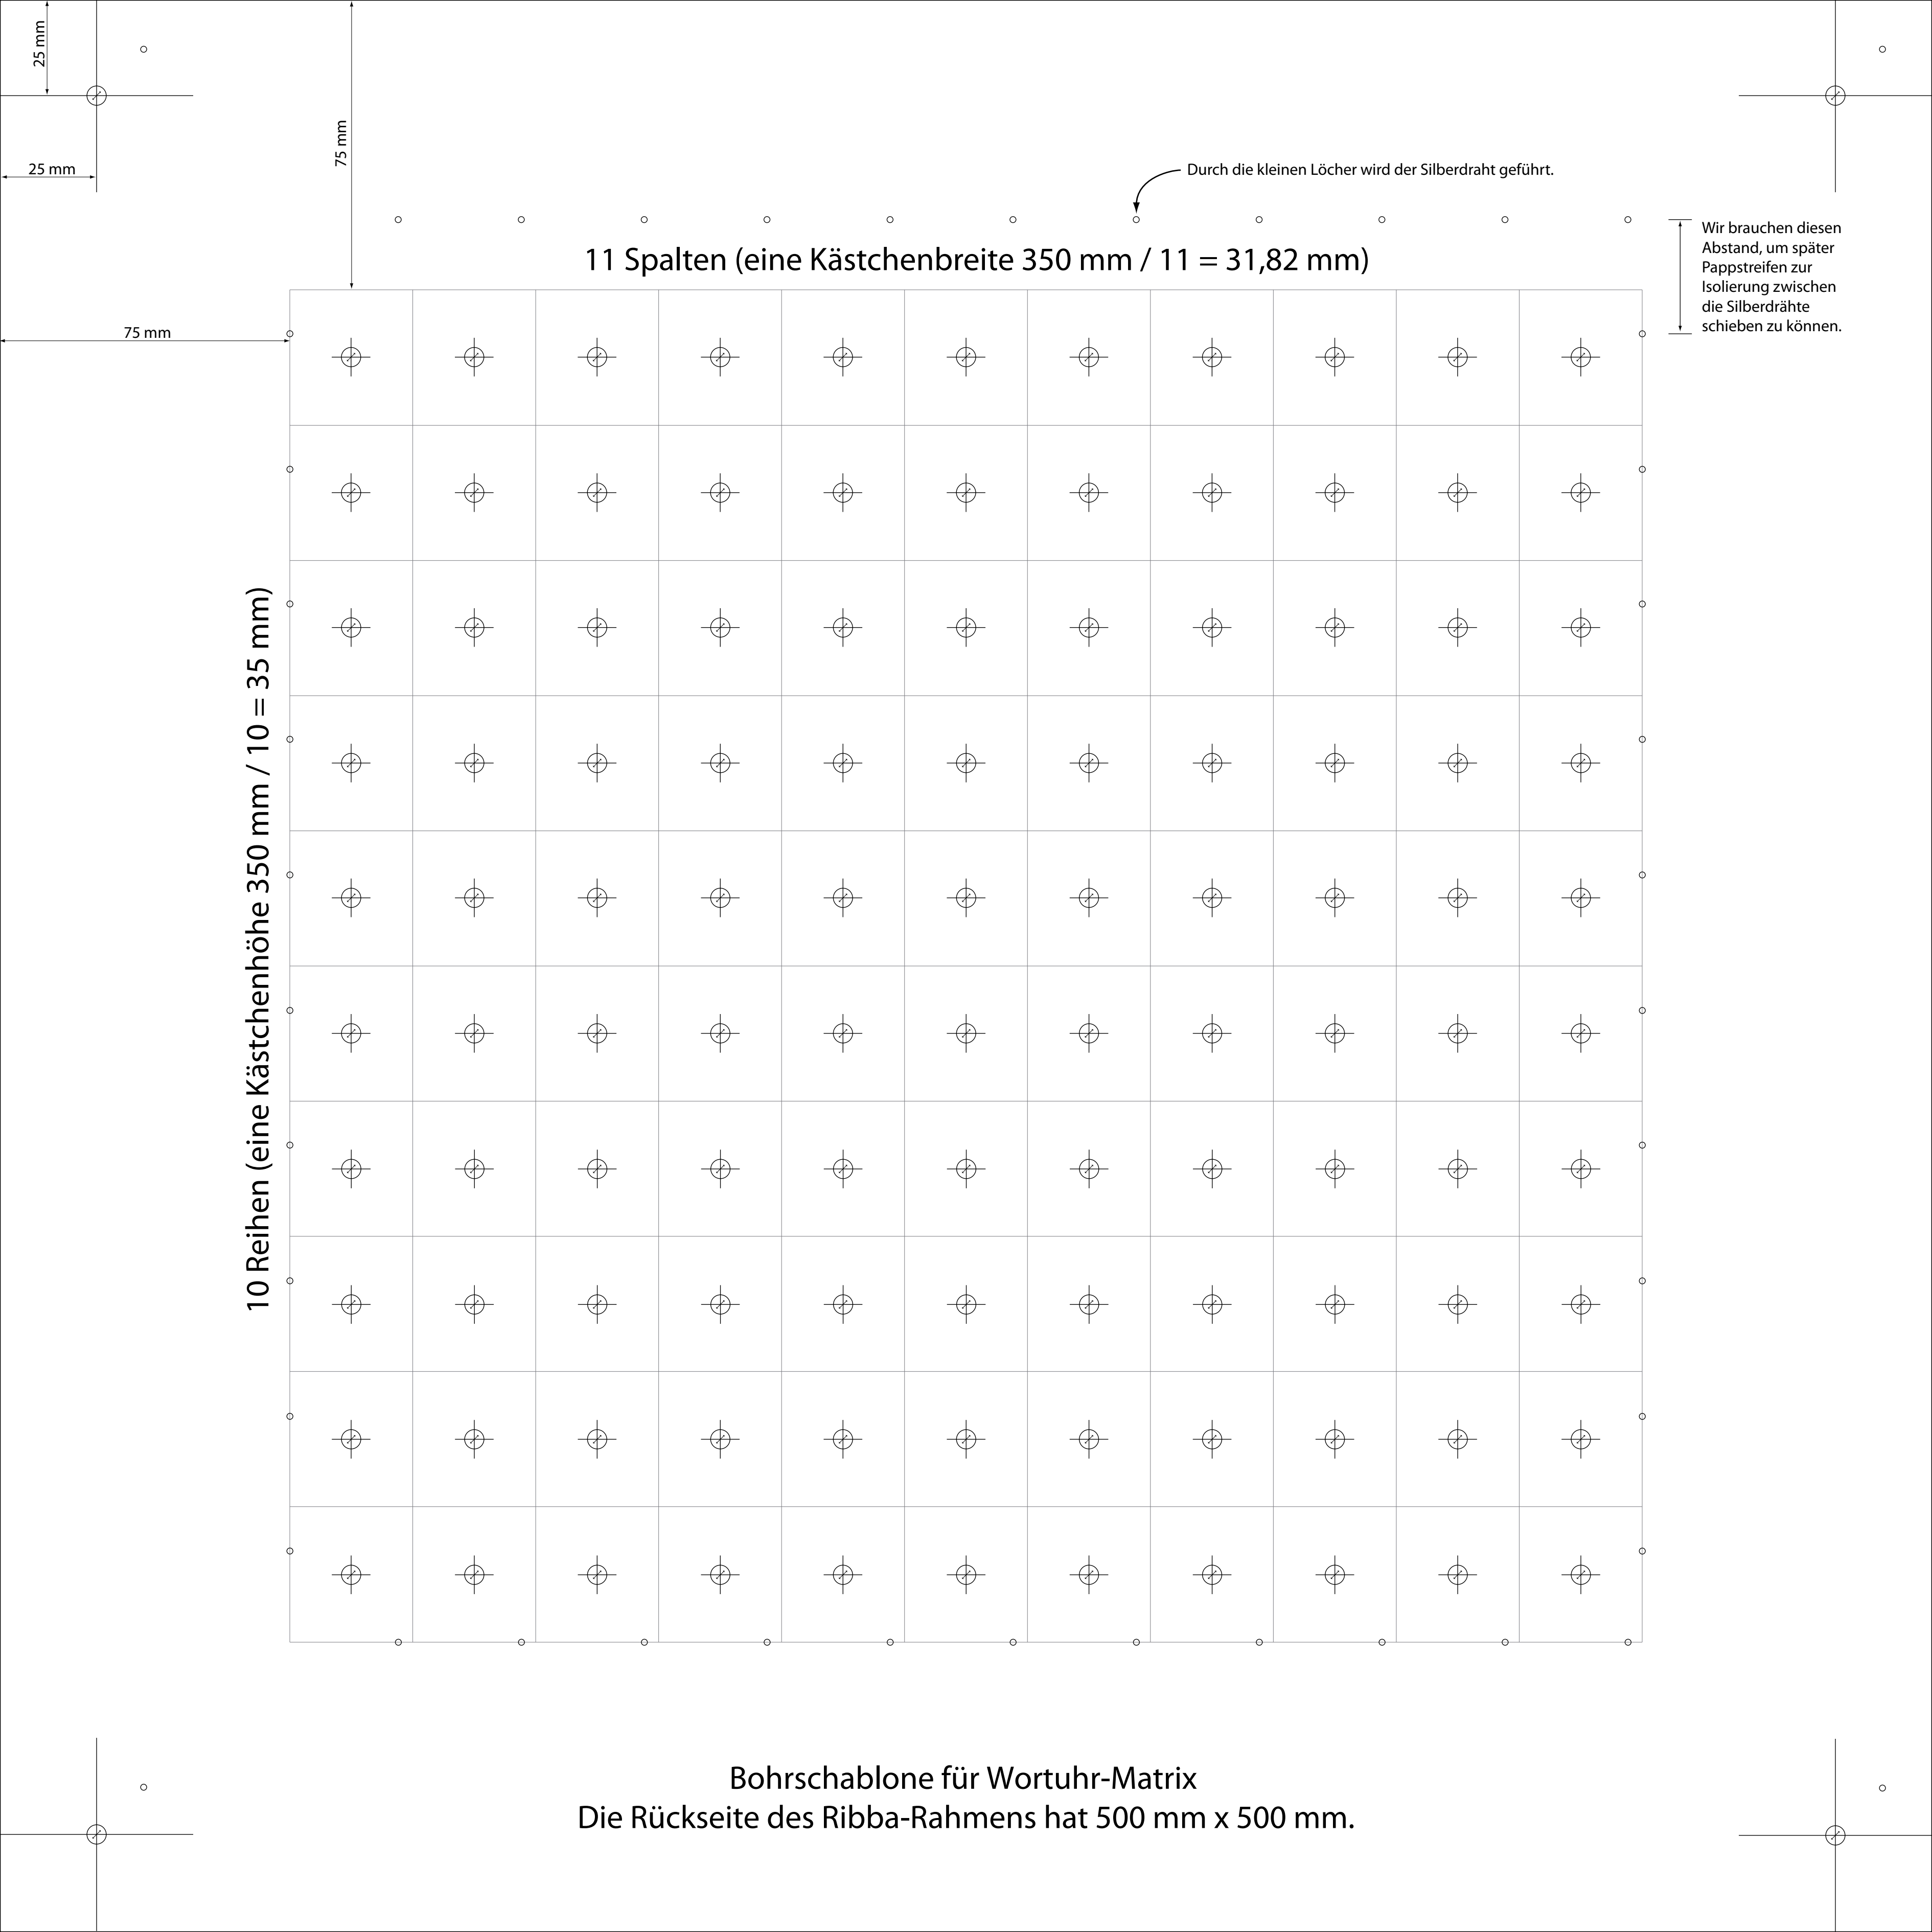 25 mm
25 mm
75 mm
Durch die kleinen Löcher wird der Silberdraht geführt.
11 Spalten (eine Kästchenbreite 350 mm / 11 = 31,82 mm)
Wir brauchen diesen
Abstand, um später
Pappstreifen zur
Isolierung zwischen
die Silberdrähte
schieben zu können.
75 mm
10 Reihen (eine Kästchenhöhe 350 mm / 10 = 35 mm)
Bohrschablone für Wortuhr-Matrix
Die Rückseite des Ribba-Rahmens hat 500 mm x 500 mm.